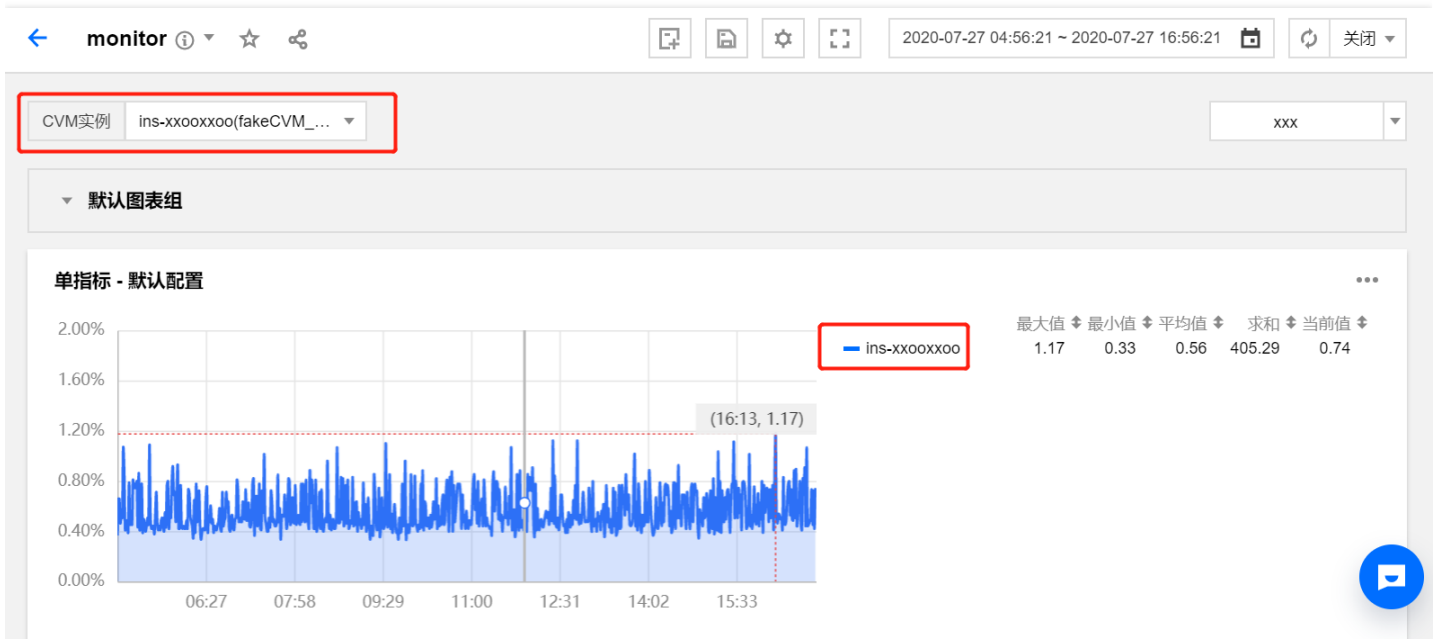 monitor
2020-07-27 04:56:21 ~ 2020-07-27 16:56:21
关闭
CVM实例 ins-xxooxxoo(fakeCVM_...
xxx
默认图表组
单指标 - 默认配置
最大值 最小值 平均值 求和 当前值
ins-xxooxxoo 1.17 0.33 0.56 405.29 0.74
2.00%
1.60%
1.20%
(16:13, 1.17)
0.80%
0.40%
0.00%
06:27 07:58 09:29 11:00 12:31 14:02 15:33